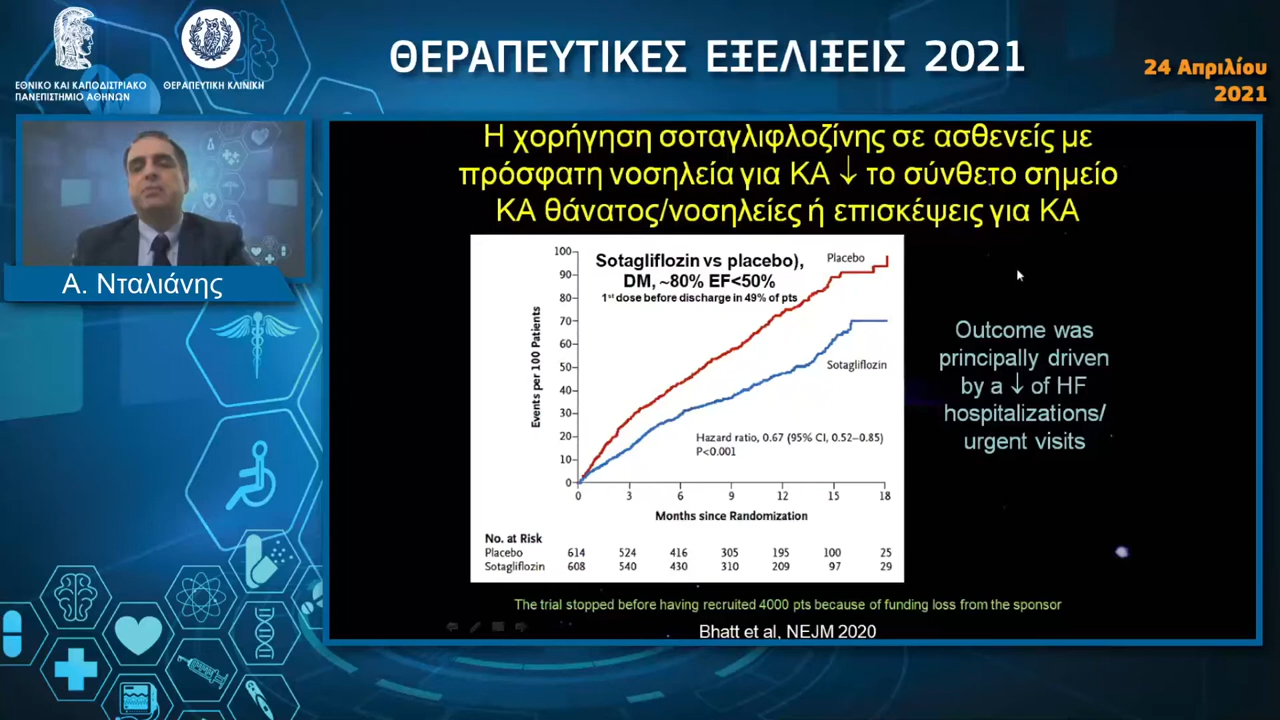 ΕΘΝΙΚΟ ΚΑΙ ΚΑΠΟΔΙΣΤΡΙΑΚΟ
ΠΑΝΕΠΙΣΤΗΜΙΟ ΑΘΗΝΩΝ
ΘΕΡΑΠΕΥΤΙΚΗ ΚΛΙΝΙΚΗ
ΘΕΡΑΠΕΥΤΙΚΕΣ ΕΞΕΛΙΞΕΙΣ 2021
24 Απριλίου
2021
Α. Νταλιάνης
Η χορήγηση σοταγλιφλοζίνης σε ασθενείς με
πρόσφατη νοσηλεία για ΚΑ ↓ το σύνθετο σημείο
ΚΑ θάνατος/νοσηλείες ή επισκέψεις για ΚΑ
Sotagliflozin vs placebo),
DM, ~80% EF<50%
1st dose before discharge in 49% of pts
Placebo
Sotagliflozin
Events per 100 Patients
100
90
80
70
60
50
40
30
20
10
0
Hazard ratio, 0.67 (95% CI, 0.52–0.85)
P<0.001
0 3 6 9 12 15 18
Months since Randomization
No. at Risk
Placebo 614 524 416 305 195 100 25
Sotagliflozin 608 540 430 310 209 97 29
Outcome was
principally driven
by a ↓ of HF
hospitalizations/
urgent visits
The trial stopped before having recruited 4000 pts because of funding loss from the sponsor
Bhatt et al, NEJM 2020